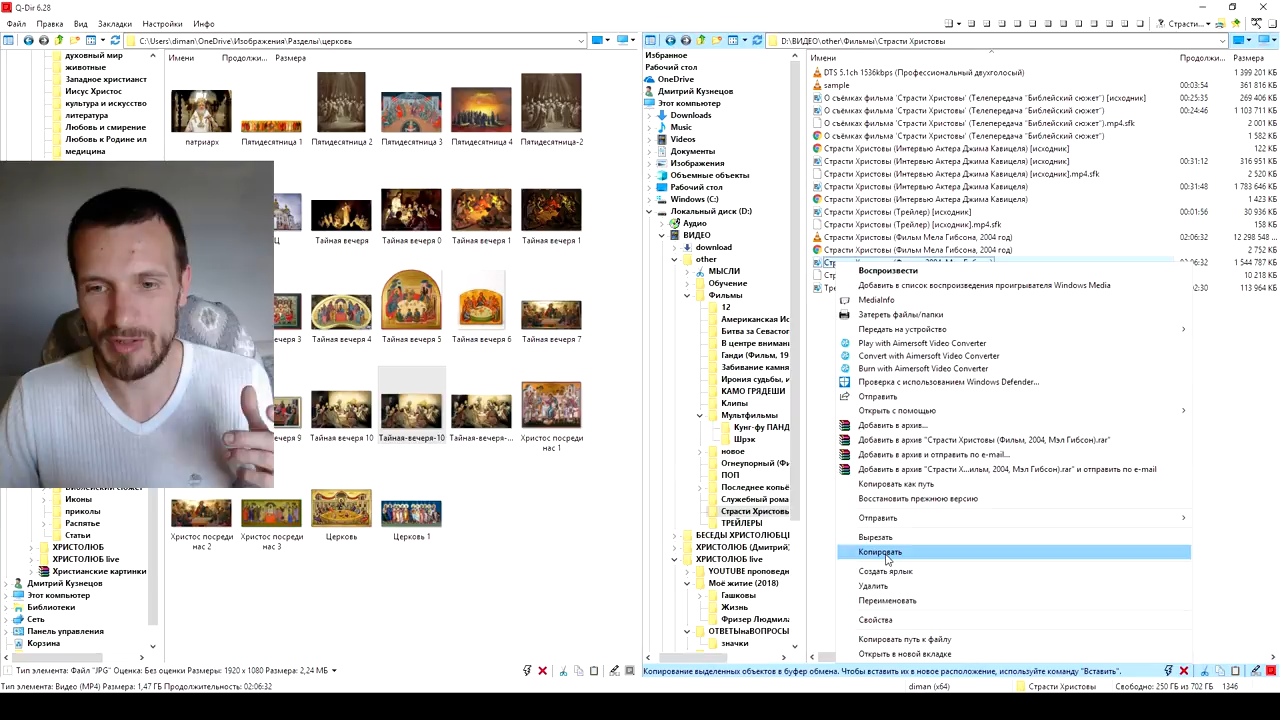 Q-Dir 6.28
Файл Правка Вид Закладки Настройки Инфо
Страсти...
C:\Users\diman\OneDrive\Изображения\Разделы\церковь
D:\ВИДЕО\other\Фильмы\Страсти Христовы
духовный мир
животные
Западное христианст
Иисус Христос
культура и искусство
литература
Любовь и смирение
Любовь к Родине ил
медицина
Иконы
приколы
Распятье
Статьи
ХРИСТОЛЮБ
ХРИСТОЛЮБ live
Христианские картинки
Дмитрий Кузнецов
Этот компьютер
Библиотеки
Сеть
Панель управления
Корзина
Имени Продолжи... Размера
патриарх Пятидесятница 1 Пятидесятница 2 Пятидесятница 3 Пятидесятница 4 Пятидесятница-2
Тайная вечеря Тайная вечеря 0 Тайная вечеря 1 Тайная вечеря 1
Тайная вечеря 4 Тайная вечеря 5 Тайная вечеря 6 Тайная вечеря 7
Тайная вечеря 10 Тайная-вечеря-10 Тайная-вечеря-... Христос посреди нас 1
Христос посреди нас 2 Христос посреди нас 3 Церковь Церковь 1
Избранное
Рабочий стол
OneDrive
Дмитрий Кузнецов
Этот компьютер
Downloads
Music
Videos
Документы
Изображения
Объемные объекты
Рабочий стол
Windows (C:)
Локальный диск (D:)
Аудио
ВИДЕО
download
other
МЫСЛИ
Обучение
Фильмы
12
Американская Ис
Битва за Севастог
В центре внимани
Ганди (Фильм, 19
Забивание камня
Ирония судьбы, и
КАМО ГРЯДЕШИ
Клипы
Мультфильмы
Кунг-фу ПАНД
Шрэк
новое
Огнеупорный (Фи
ПОП
Последнее копьё
Служебный рома
Страсти Христовь
ТРЕЙЛЕРЫ
БЕСЕДЫ ХРИСТОЛЮБЦ
ХРИСТОЛЮБ (Дмитрий)
ХРИСТОЛЮБ live
YOUTUBE проповедн
Моё житие (2018)
Гашковы
Жизнь
Фризер Людмила
ОТВЕТЫнаВОПРОСЫ
значки
Имени Продолжи... Размера
DTS 5.1ch 1536kbps (Профессиональный двухголосый) 1 399 201 КБ
sample 00:03:54 361 816 КБ
О съёмках фильма 'Страсти Христовы' (Телепередача "Библейский сюжет") [исходник] 00:25:35 269 406 КБ
О съёмках фильма 'Страсти Христовы' (Телепередача "Библейский сюжет") 00:24:46 1 107 113 КБ
О съёмках фильма 'Страсти Христовы' (Телепередача "Библейский сюжет").mp4.sfk 2 001 КБ
О съёмках фильма 'Страсти Христовы' (Телепередача "Библейский сюжет") 1 582 КБ
Страсти Христовы (Интервью Актера Джима Кавицеля) [исходник] 322 КБ
Страсти Христовы (Интервью Актера Джима Кавицеля) [исходник] 00:31:12 316 951 КБ
Страсти Христовы (Интервью Актера Джима Кавицеля) [исходник].mp4.sfk 2 520 КБ
Страсти Христовы (Интервью Актера Джима Кавицеля) 00:31:48 1 783 646 КБ
Страсти Христовы (Интервью Актера Джима Кавицеля) 1 423 КБ
Страсти Христовы (Трейлер) [исходник] 00:01:56 30 936 КБ
Страсти Христовы (Трейлер) [исходник].mp4.sfk 158 КБ
Страсти Христовы (Фильм Мела Гибсона, 2004 год) 02:06:32 12 298 151 КБ
Страсти Христовы (Фильм Мела Гибсона, 2004 год) 2 752 КБ
1 544 787 КБ
10 218 КБ
113 964 КБ
Воспроизвести
Добавить в список воспроизведения проигрывателя Windows Media
MediaInfo
Затереть файлы/папки
Передать на устройство
Play with Aimersoft Video Converter
Convert with Aimersoft Video Converter
Burn with Aimersoft Video Converter
Проверка с использованием Windows Defender...
Отправить
Открыть с помощью
Добавить в архив...
Добавить в архив "Страсти Христовы (Фильм, 2004, Мэл Гибсон).rar"
Добавить в архив и отправить по e-mail...
Добавить в архив "Страсти Х...ильм, 2004, Мэл Гибсон).rar" и отправить по e-mail
Копировать как путь
Восстановить прежнюю версию
Отправить
Вырезать
Копировать
Создать ярлык
Удалить
Переименовать
Свойства
Копировать путь к файлу
Открыть в новой вкладке
Тип элемента: Файл "JPG" Оценка: Без оценки Размеры: 1920 x 1080 Размеры: 2,24 МБ
Копирование выделенных объектов в буфер обмена. Чтобы вставить их в новое расположение, используйте команду "Вставить".
Тип элемента: Видео (MP4) Размера: 1,47 ГБ Продолжительность: 02:06:32
diman (x64) Страсти Христовы Свободно: 250 ГБ из 702 ГБ 1346